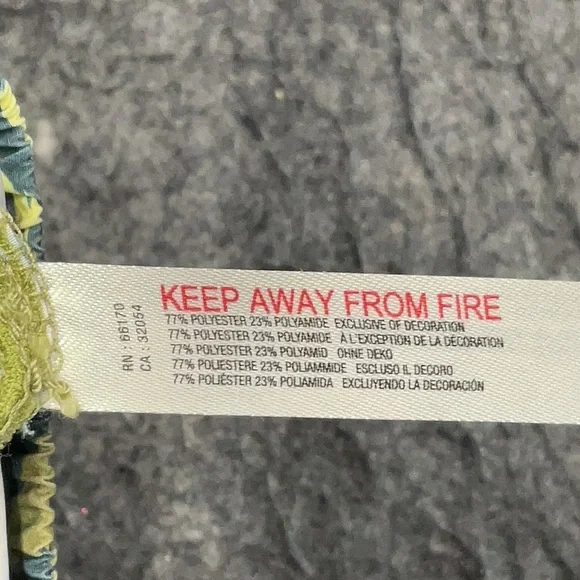 RN : 66170
CA : 32054
KEEP AWAY FROM FIRE
77% POLYESTER 23% POLYAMIDE EXCLUSIVE OF DECORATION
77% POLYESTER 23% POLYAMIDE À L'EXCEPTION DE LA DECORATION
77% POLYESTER 23% POLYAMID OHNE DEKO
77% POLIESTERE 23% POLIAMMIDE ESCLUSO IL DECORO
77% POLIÉSTER 23% POLIAMIDA EXCLUYENDO LA DECORACIÓN